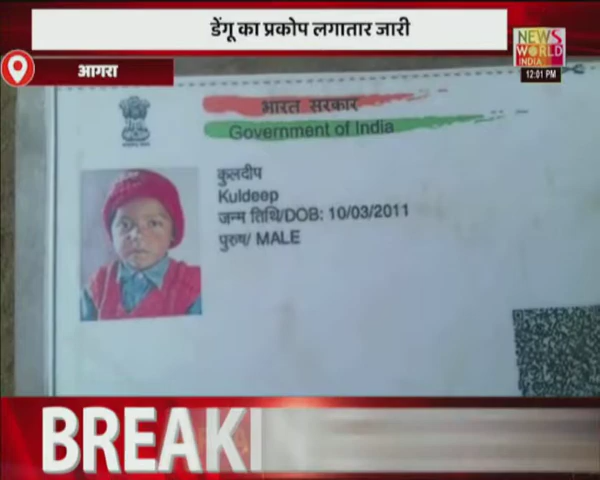 डेंगू का प्रकोप लगातार जारी
NEWS
WORLD
INDIA
12:01 PM
आगरा
भारत सरकार
Government of India
कुलदीप
Kuldeep
जन्म तिथि/DOB: 10/03/2011
पुरुष/ MALE
BREAKI